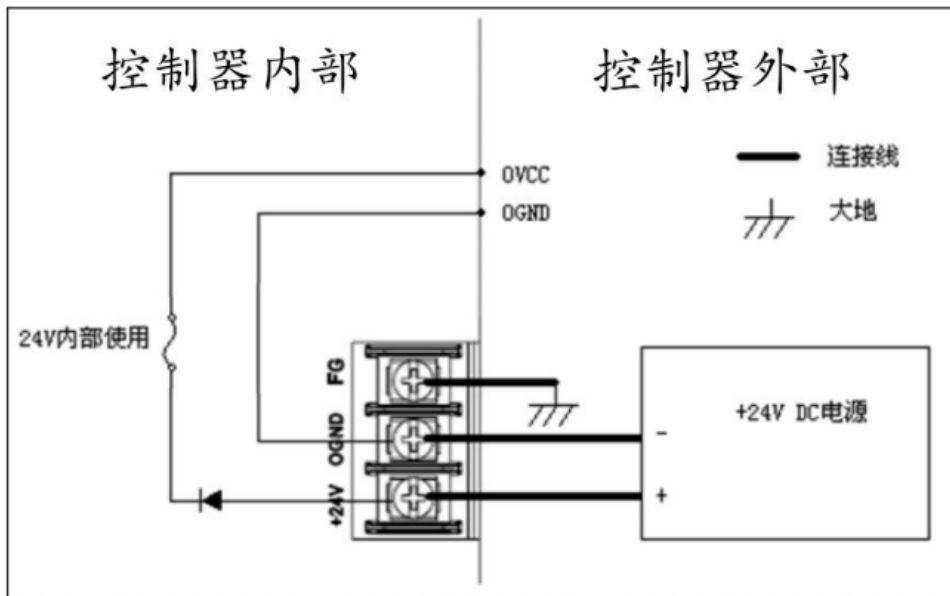 控制器内部
控制器外部
连接线
OVCC
OGND
大地
24V内部使用
FG
OGND
+24V
+24V DC电源
-
+